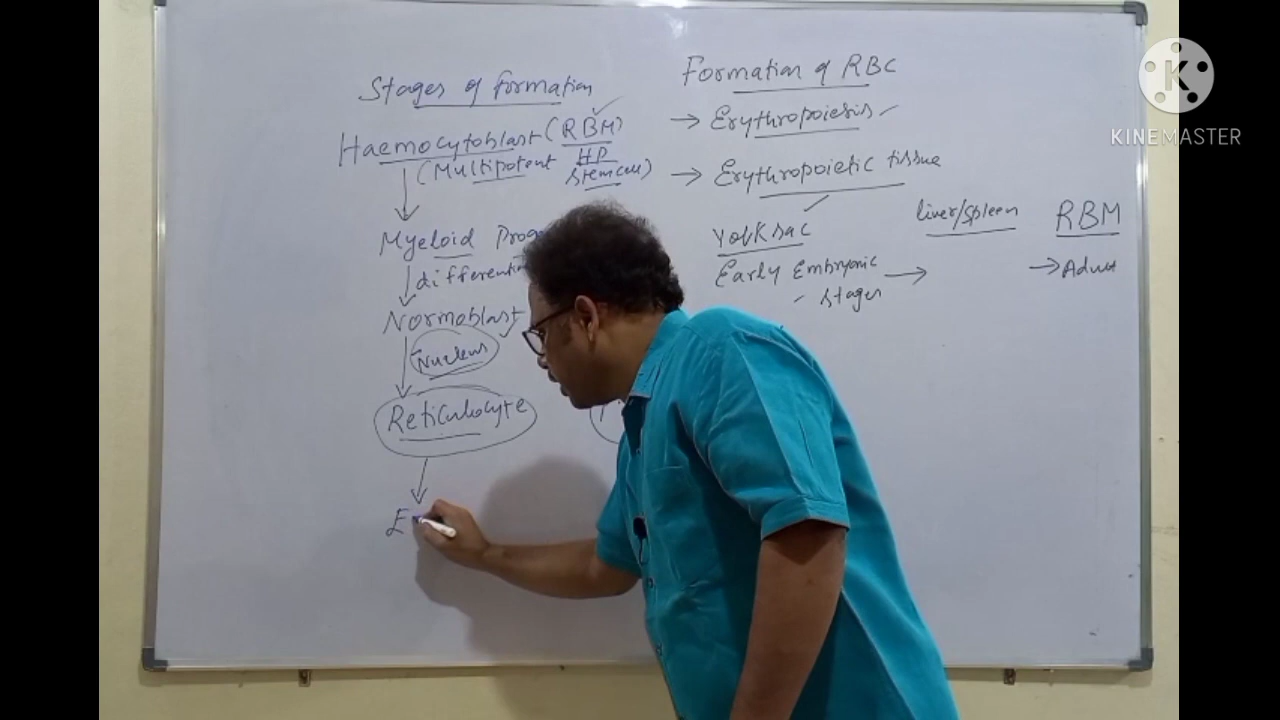 Stages of formation
Haemocytoblast (RBM)
(Multipotent HP
Stem cell)
Myeloid
Normoblast
Nucleus
Reticulocyte
E
Formation of RBC
→ Erythropoiesis
→ Erythropoietic tissue
Yolk sac
Early Embryonic
- Stages
→
liver/spleen
RBM
→ Adult
KINEMASTER